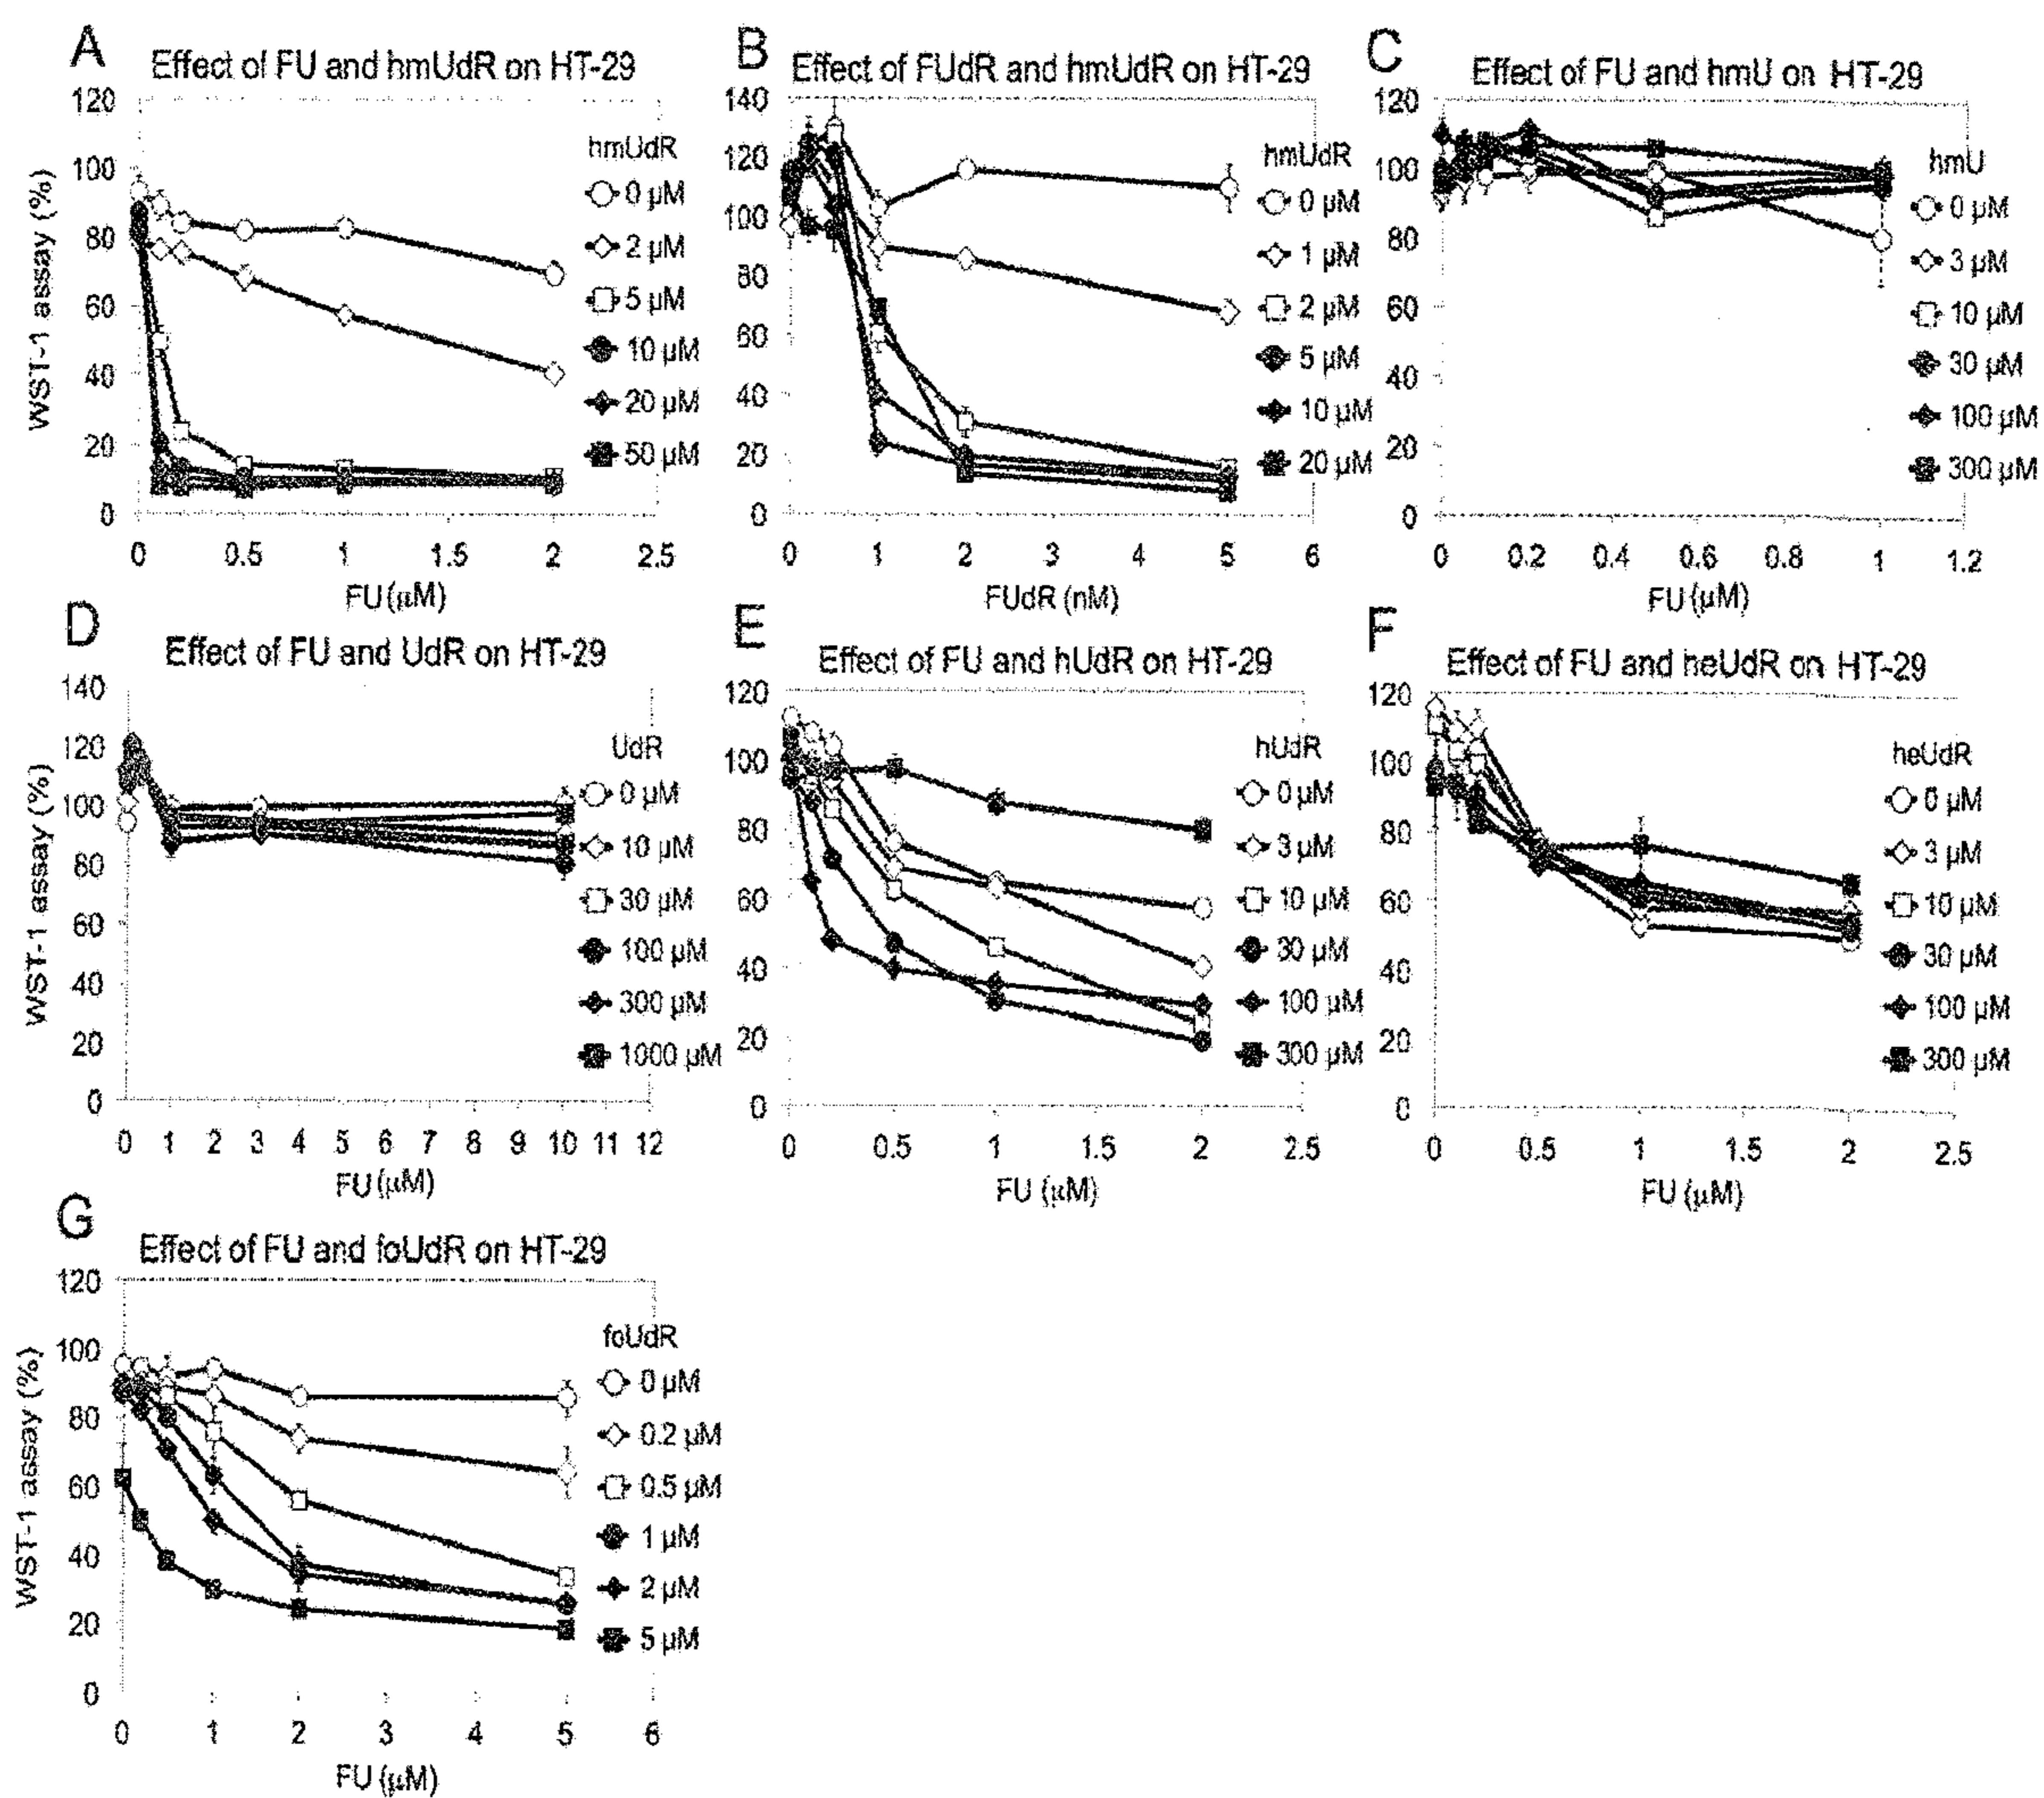 A
Effect of FU and hmUdR on HT-29
WST-1 assay (%)
120
100
80
60
40
20
0
0 0.5 1 1.5 2 2.5
FU (µM)
hmUdR
0 µM
2 µM
5 µM
10 µM
20 µM
50 µM
B
Effect of FUdR and hmUdR on HT-29
140
120
100
80
60
40
20
0
0 1 2 3 4 5 6
FUdR (nM)
hmUdR
0 µM
1 µM
2 µM
5 µM
10 µM
20 µM
C
Effect of FU and hmU on HT-29
120
100
80
60
40
20
0
0 0.2 0.4 0.6 0.8 1 1.2
FU (µM)
hmU
0 µM
3 µM
10 µM
30 µM
100 µM
300 µM
D
Effect of FU and UdR on HT-29
WST-1 assay (%)
140
120
100
80
60
40
20
0
0 1 2 3 4 5 6 7 8 9 10 11 12
FU (µM)
UdR
0 µM
10 µM
30 µM
100 µM
300 µM
1000 µM
E
Effect of FU and hUdR on HT-29
120
100
80
60
40
20
0
0 0.5 1 1.5 2 2.5
FU (µM)
hUdR
0 µM
3 µM
10 µM
30 µM
100 µM
300 µM
F
Effect of FU and heUdR on HT-29
120
100
80
60
40
20
0
0 0.5 1 1.5 2 2.5
FU (µM)
heUdR
0 µM
3 µM
10 µM
30 µM
100 µM
300 µM
G
Effect of FU and foUdR on HT-29
WST-1 assay (%)
120
100
80
60
40
20
0
0 1 2 3 4 5 6
FU (µM)
foUdR
0 µM
0.2 µM
0.5 µM
1 µM
2 µM
5 µM